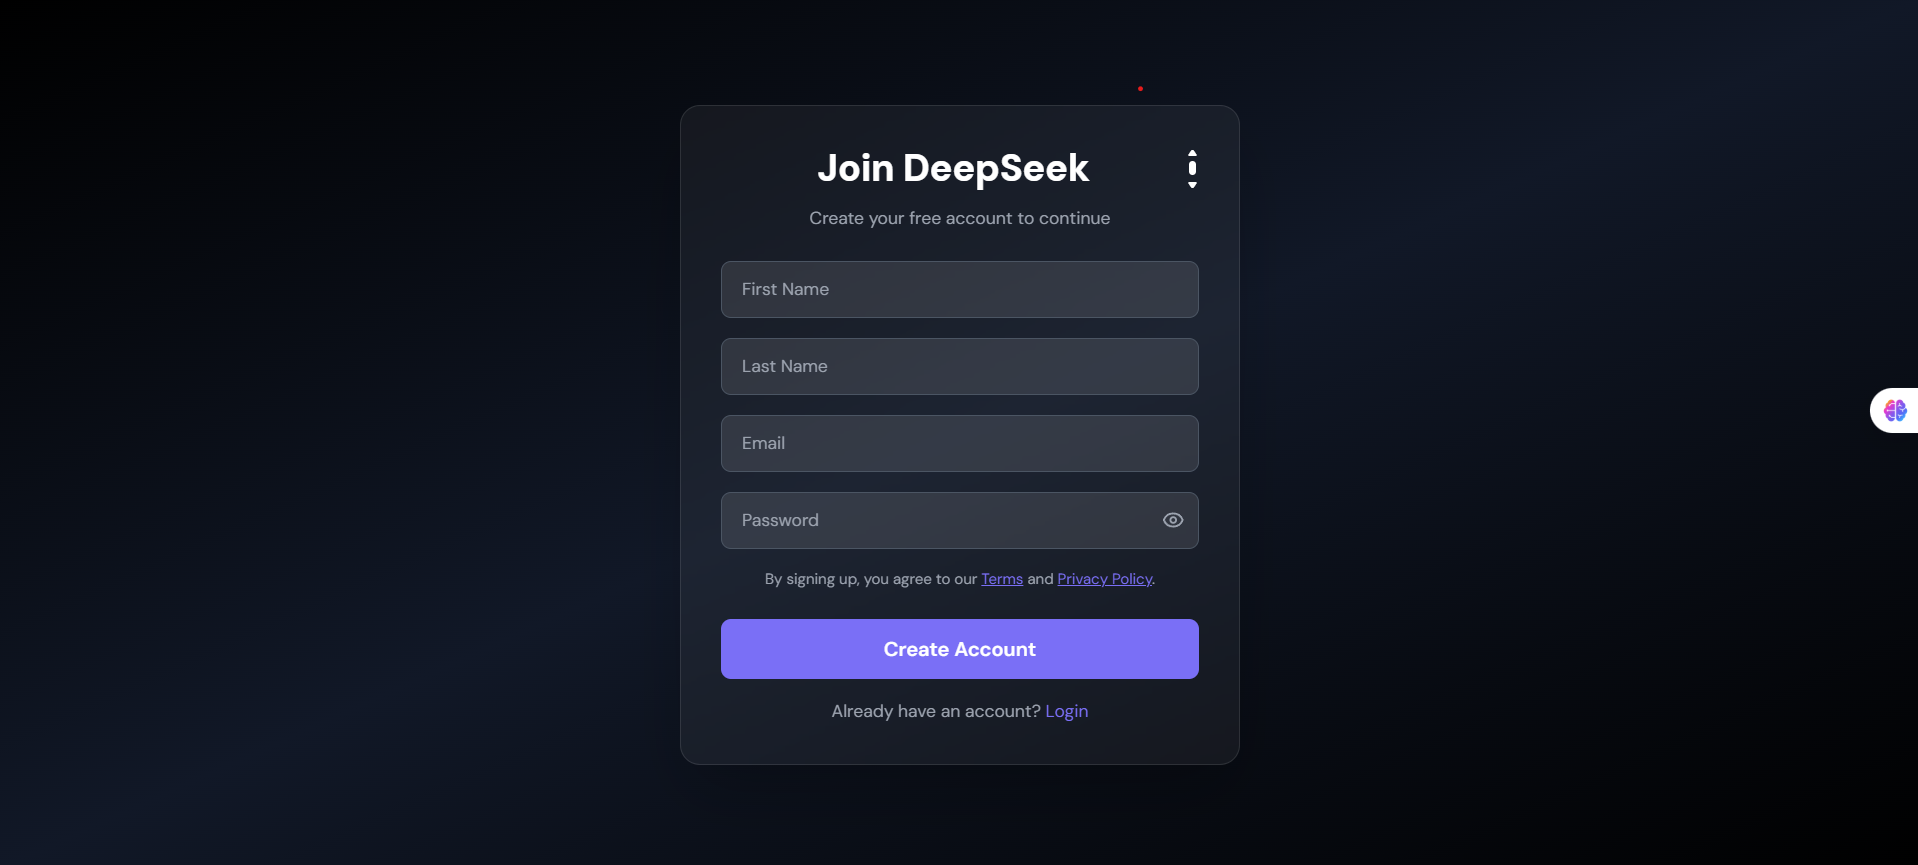 Join DeepSeek
Create your free account to continue
First Name
Last Name
Email
Password
By signing up, you agree to our Terms and Privacy Policy.
Create Account
Already have an account? Login